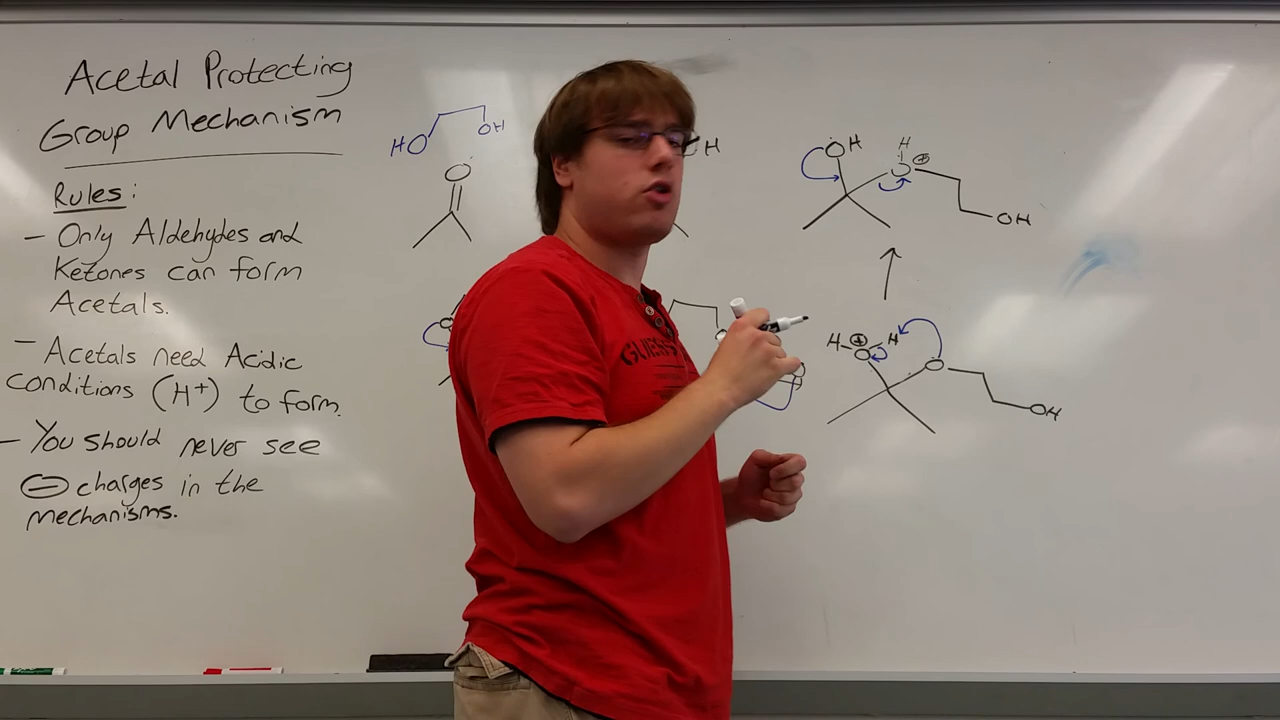 Acetal Protecting
Group Mechanism
Rules:
- Only Aldehydes and
Ketones can form
Acetals.
- Acetals need Acidic
conditions (H+) to form.
- You should never see
⊖ charges in the
mechanisms.
HO
OH
O
H
OH
H
O ⊕
OH
H O ⊕ H
O
OH
O
GUESS